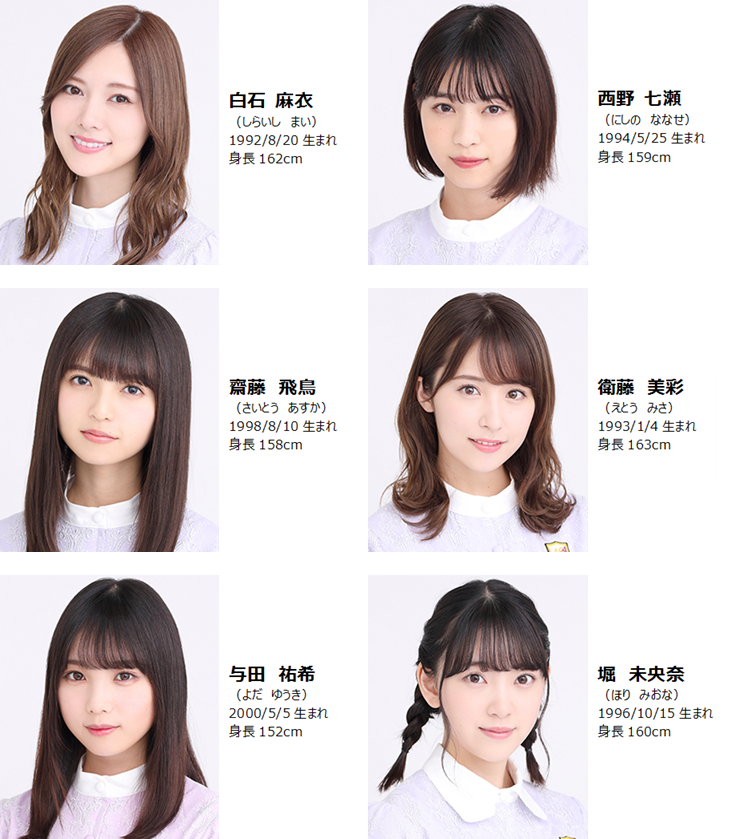 白石 麻衣
（しらいし まい）
1992/8/20 生まれ
身長 162cm
西野 七瀬
（にしの ななせ）
1994/5/25 生まれ
身長 159cm
齋藤 飛鳥
（さいとう あすか）
1998/8/10 生まれ
身長 158cm
衛藤 美彩
（えとう みさ）
1993/1/4 生まれ
身長 163cm
与田 祐希
（よだ ゆうき）
2000/5/5 生まれ
身長 152cm
堀 未央奈
（ほり みおな）
1996/10/15 生まれ
身長 160cm